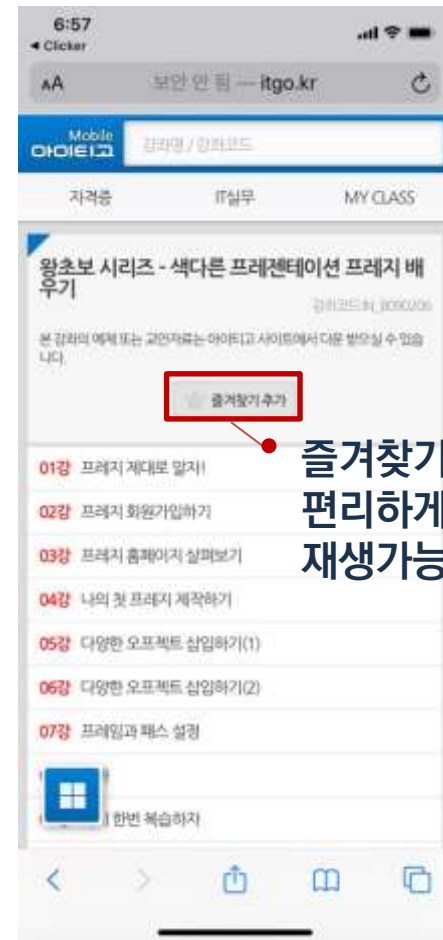 6:57
◀ Clicker
AA 보안 안 됨 — itgo.kr
Mobile
아이티고 강좌명 / 강좌코드
자격증 IT실무 MY CLASS
왕초보 시리즈 - 색다른 프레젠테이션 프레지 배
우기
강좌코드
본 강좌의 예제 또는 교안자료는 아이티고 사이트에서 다운 받으실 수 있습
니다.
즐겨찾기 추가
즐겨찾기
편리하게
재생가능
01강 프레지 제대로 알자!
02강 프레지 회원가입하기
03강 프레지 홈페이지 살펴보기
04강 나의 첫 프레지 제작하기
05강 다양한 오프젝트 삽입하기(1)
06강 다양한 오프젝트 삽입하기(2)
07강 프레임과 패스 설정
한번 복습하자